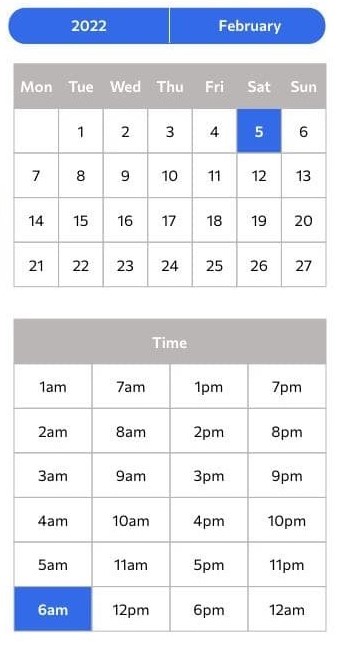 2022 February
Mon Tue Wed Thu Fri Sat Sun
1 2 3 4 5 6
7 8 9 10 11 12 13
14 15 16 17 18 19 20
21 22 23 24 25 26 27
Time
1am 7am 1pm 7pm
2am 8am 2pm 8pm
3am 9am 3pm 9pm
4am 10am 4pm 10pm
5am 11am 5pm 11pm
6am 12pm 6pm 12am